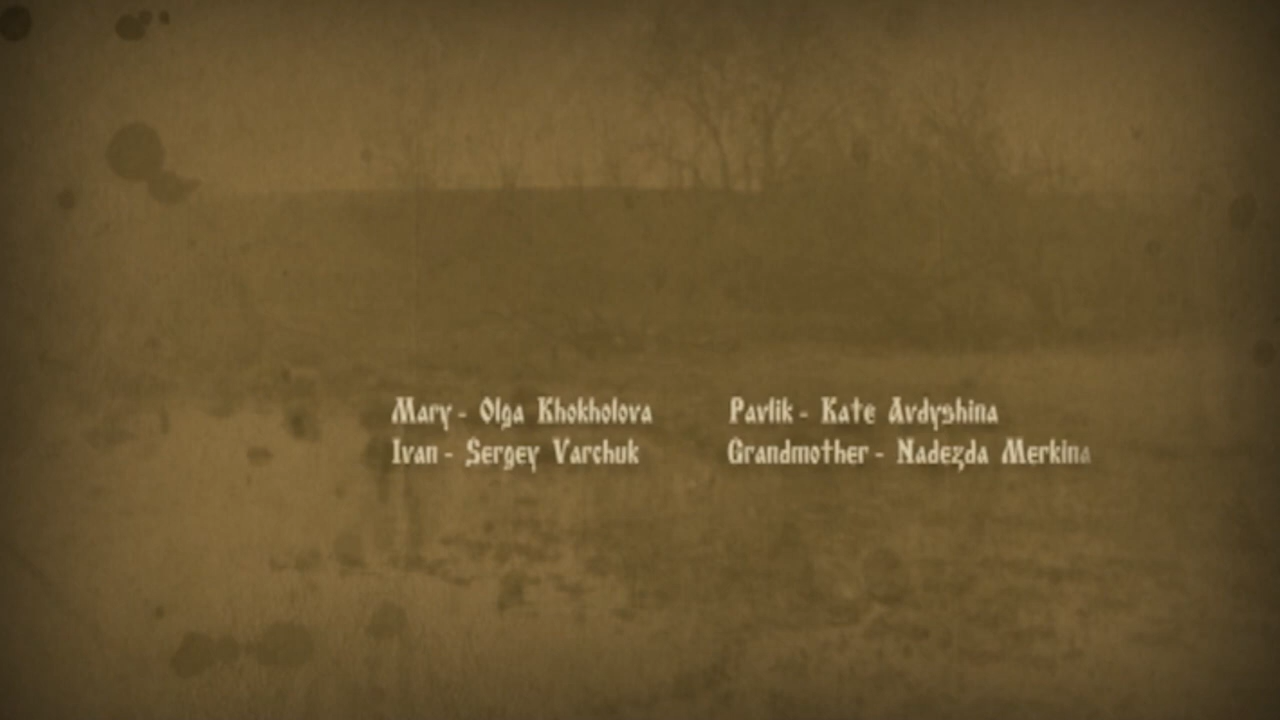 Mary - Olga Khokholova
Ivan - Sergey Varchuk
Pavlik - Kate Avdyshina
Grandmother - Nadezda Merkina